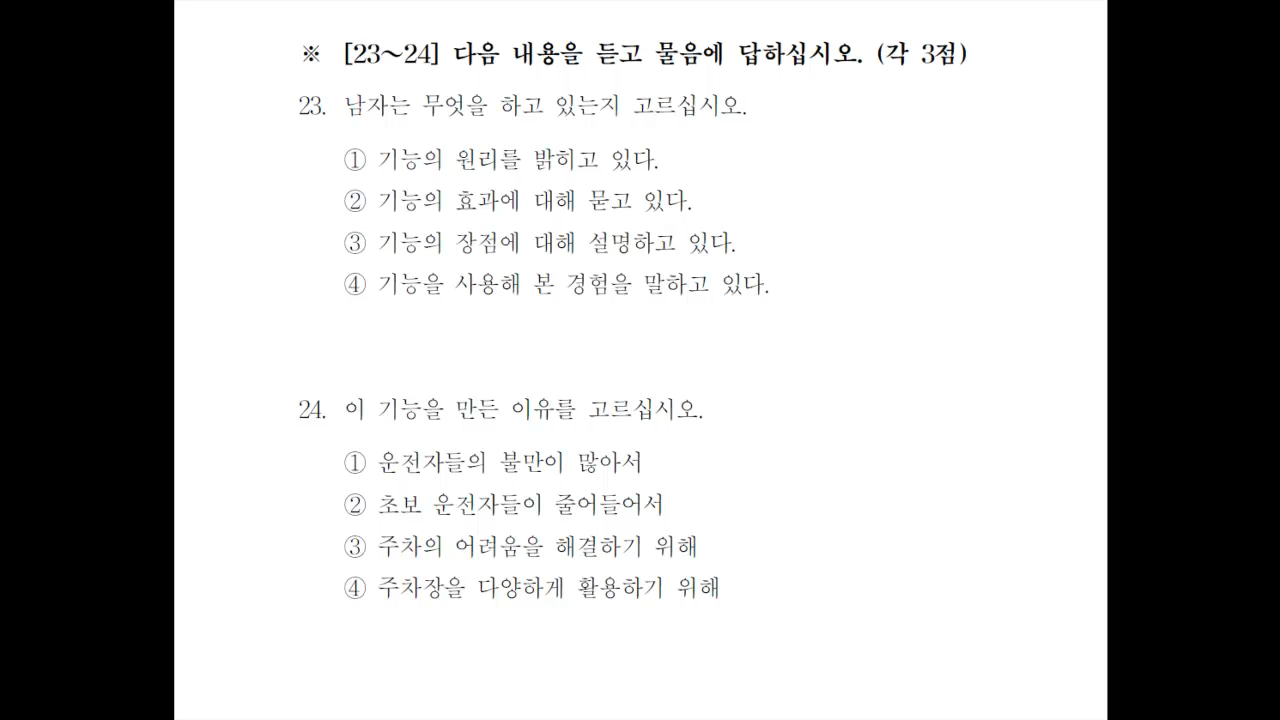 ※ [23～24] 다음 내용을 듣고 물음에 답하십시오. (각 3점)
23. 남자는 무엇을 하고 있는지 고르십시오.
① 기능의 원리를 밝히고 있다.
② 기능의 효과에 대해 묻고 있다.
③ 기능의 장점에 대해 설명하고 있다.
④ 기능을 사용해 본 경험을 말하고 있다.
24. 이 기능을 만든 이유를 고르십시오.
① 운전자들의 불만이 많아서
② 초보 운전자들이 줄어들어서
③ 주차의 어려움을 해결하기 위해
④ 주차장을 다양하게 활용하기 위해